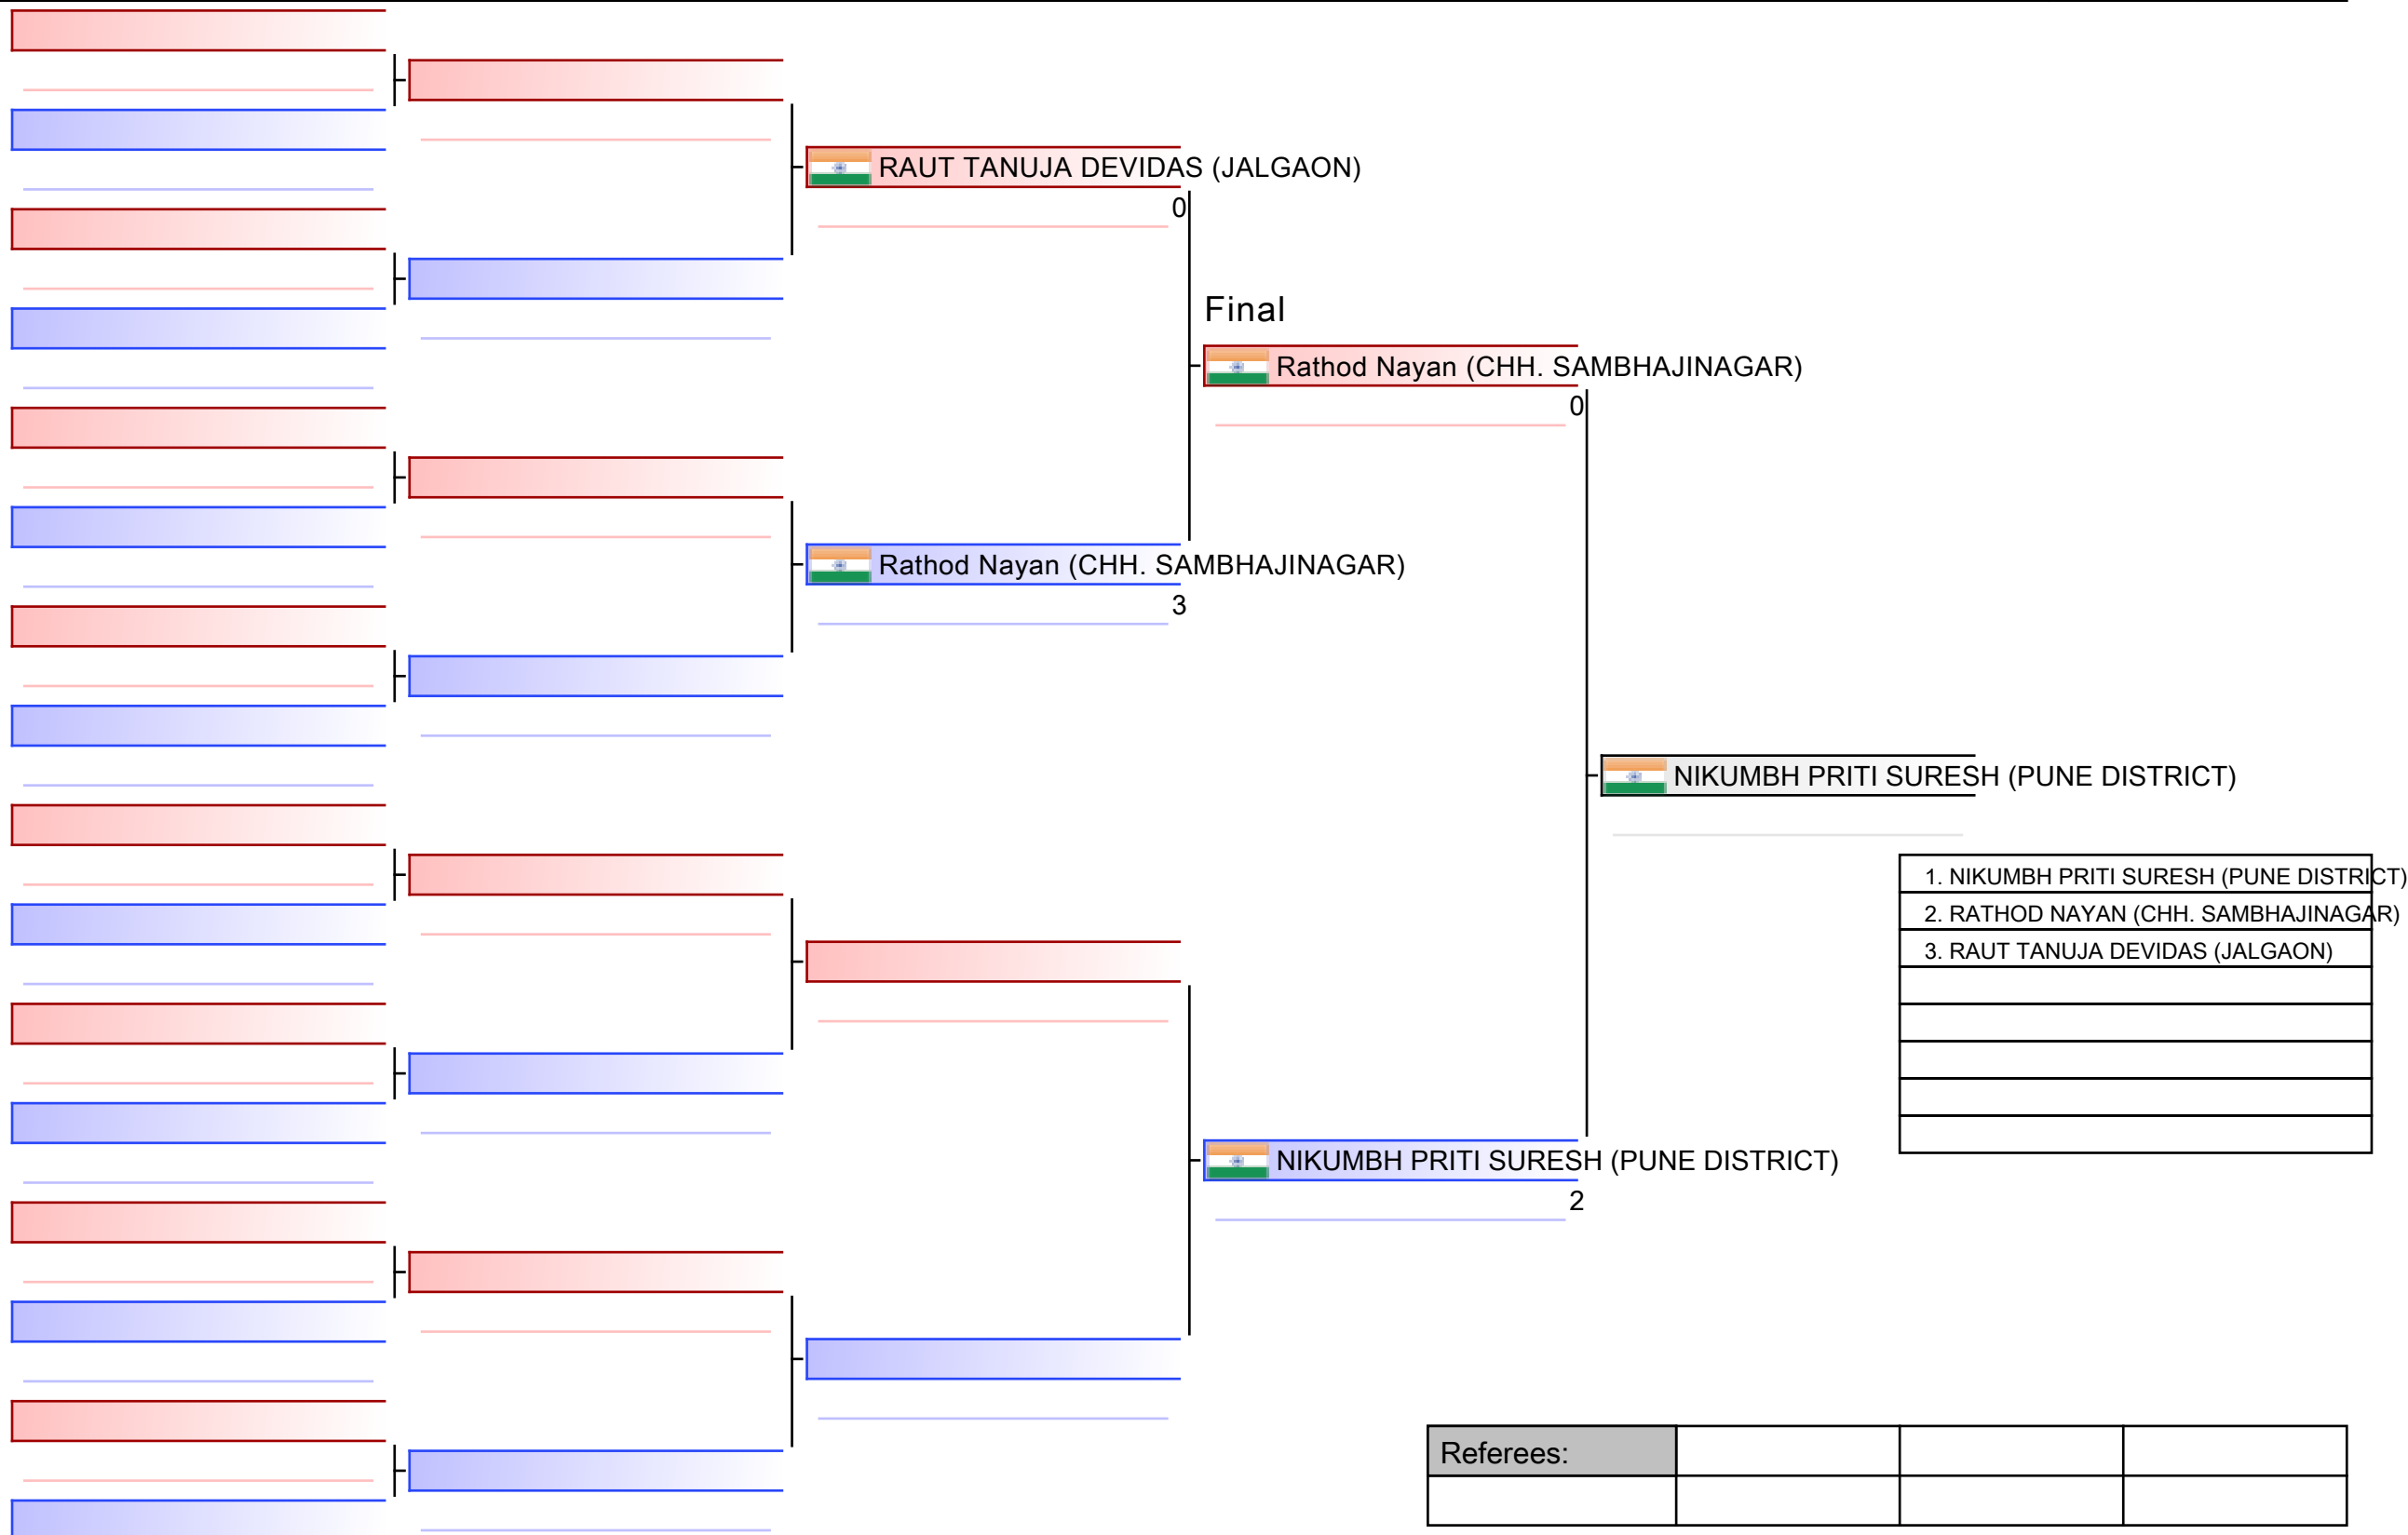 RAUT TANUJA DEVIDAS (JALGAON)
0
Final
Rathod Nayan (CHH. SAMBHAJINAGAR)
0
Rathod Nayan (CHH. SAMBHAJINAGAR)
3
NIKUMBH PRITI SURESH (PUNE DISTRICT)
1. NIKUMBH PRITI SURESH (PUNE DISTRICT)
2. RATHOD NAYAN (CHH. SAMBHAJINAGAR)
3. RAUT TANUJA DEVIDAS (JALGAON)
NIKUMBH PRITI SURESH (PUNE DISTRICT)
2
Referees: